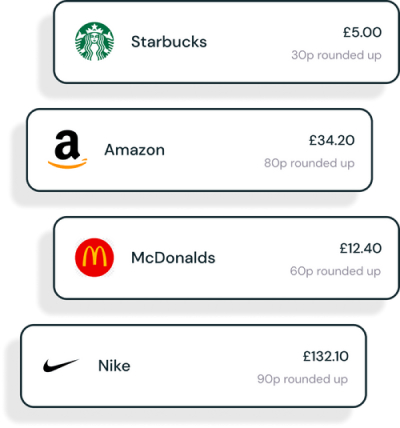 Starbucks
£5.00
30p rounded up
a
Amazon
£34.20
80p rounded up
McDonalds
£12.40
60p rounded up
Nike
£132.10
90p rounded up